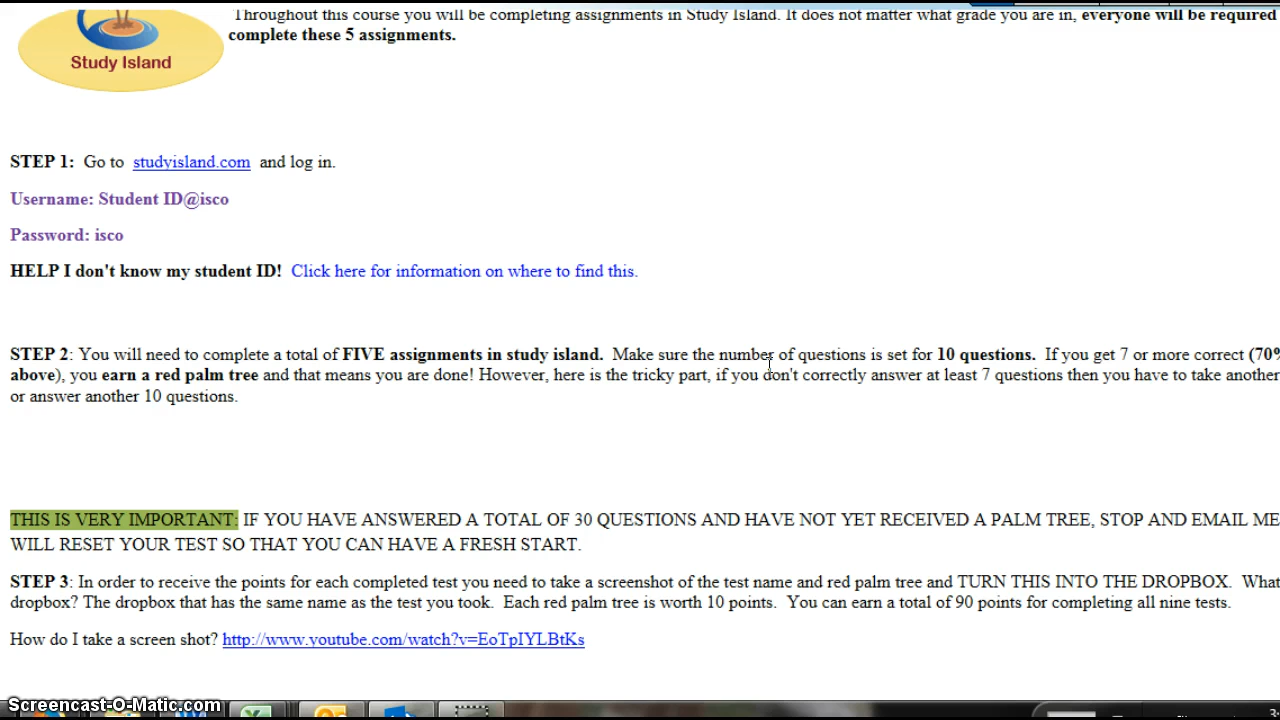 Throughout this course you will be completing assignments in Study Island. It does not matter what grade you are in, everyone will be required
complete these 5 assignments.
Study Island
STEP 1: Go to studyisland.com and log in.
Username: Student ID@isco
Password: isco
HELP I don't know my student ID! Click here for information on where to find this.
STEP 2: You will need to complete a total of FIVE assignments in study island. Make sure the number of questions is set for 10 questions. If you get 7 or more correct (70%
above), you earn a red palm tree and that means you are done! However, here is the tricky part, if you don't correctly answer at least 7 questions then you have to take another
or answer another 10 questions.
THIS IS VERY IMPORTANT: IF YOU HAVE ANSWERED A TOTAL OF 30 QUESTIONS AND HAVE NOT YET RECEIVED A PALM TREE, STOP AND EMAIL ME
WILL RESET YOUR TEST SO THAT YOU CAN HAVE A FRESH START.
STEP 3: In order to receive the points for each completed test you need to take a screenshot of the test name and red palm tree and TURN THIS INTO THE DROPBOX. What
dropbox? The dropbox that has the same name as the test you took. Each red palm tree is worth 10 points. You can earn a total of 90 points for completing all nine tests.
How do I take a screen shot? http://www.youtube.com/watch?v=EoTpIYLBtKs
Screencast-O-Matic.com